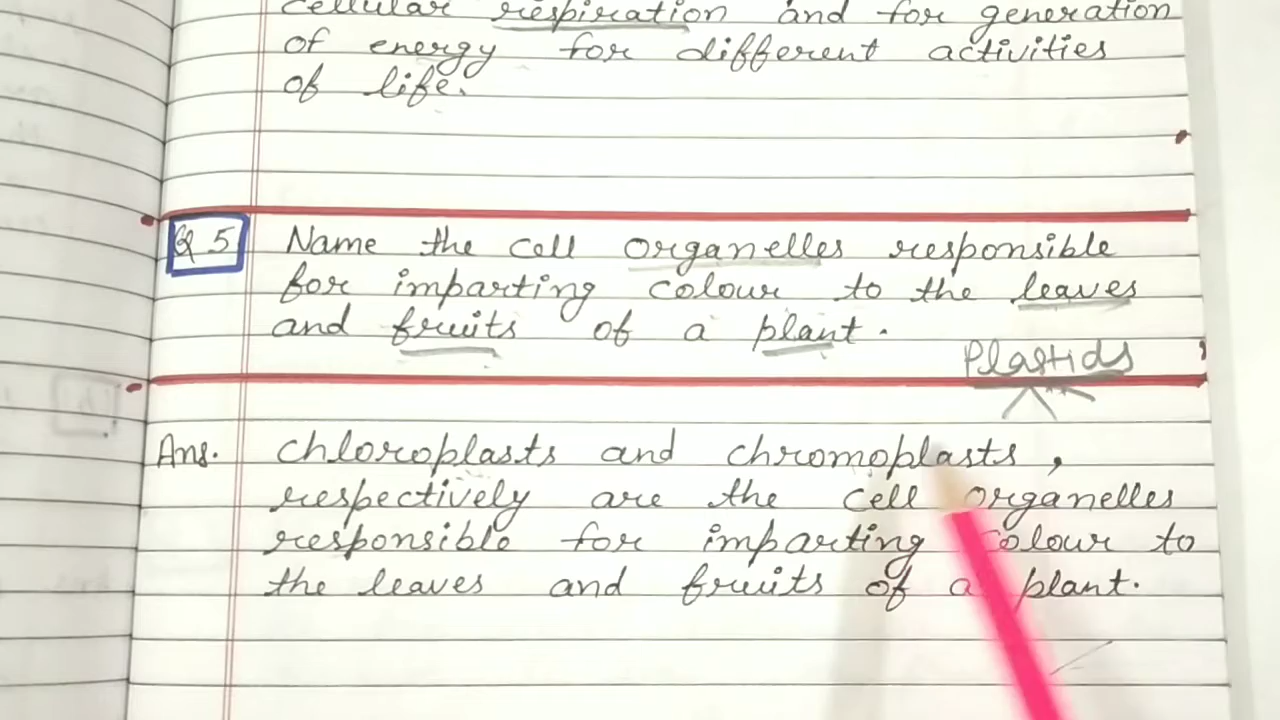 cellular respiration and for generation
of energy for different activities
of life.
Q 5 Name the cell organelles responsible
for imparting colour to the leaves
and fruits of a plant.
Plastids
Ans. chloroplasts and chromoplasts,
respectively are the cell organelles
responsible for imparting colour to
the leaves and fruits of a plant.